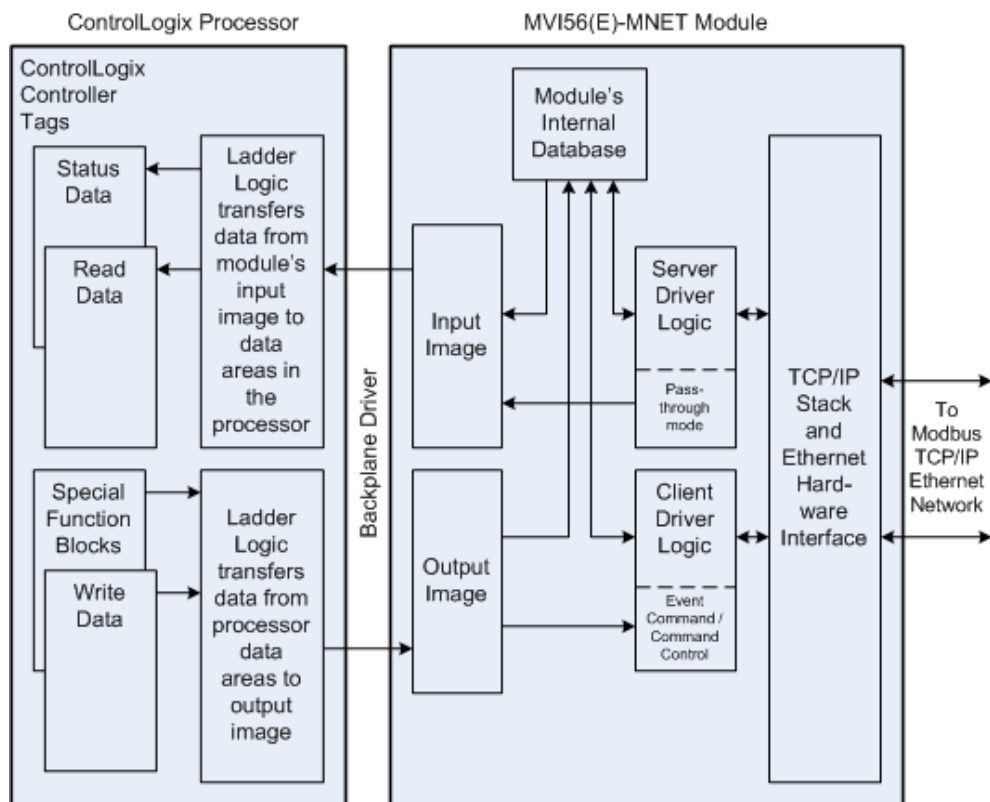 ControlLogix Processor
MVI56(E)-MNET Module
ControlLogix
Controller
Tags
Status
Data
Read
Data
Ladder
Logic
transfers
data from
module's
input
image to
data
areas in
the
processor
Special
Function
Blocks
Write
Data
Ladder
Logic
transfers
data from
processor
data
areas to
output
image
Backplane Driver
Module's
Internal
Database
Input
Image
Output
Image
Server
Driver
Logic
Pass-
through
mode
Client
Driver
Logic
Event
Command /
Command
Control
TCP/IP
Stack
and
Ethernet
Hard-
ware
Interface
To
Modbus
TCP/IP
Ethernet
Network